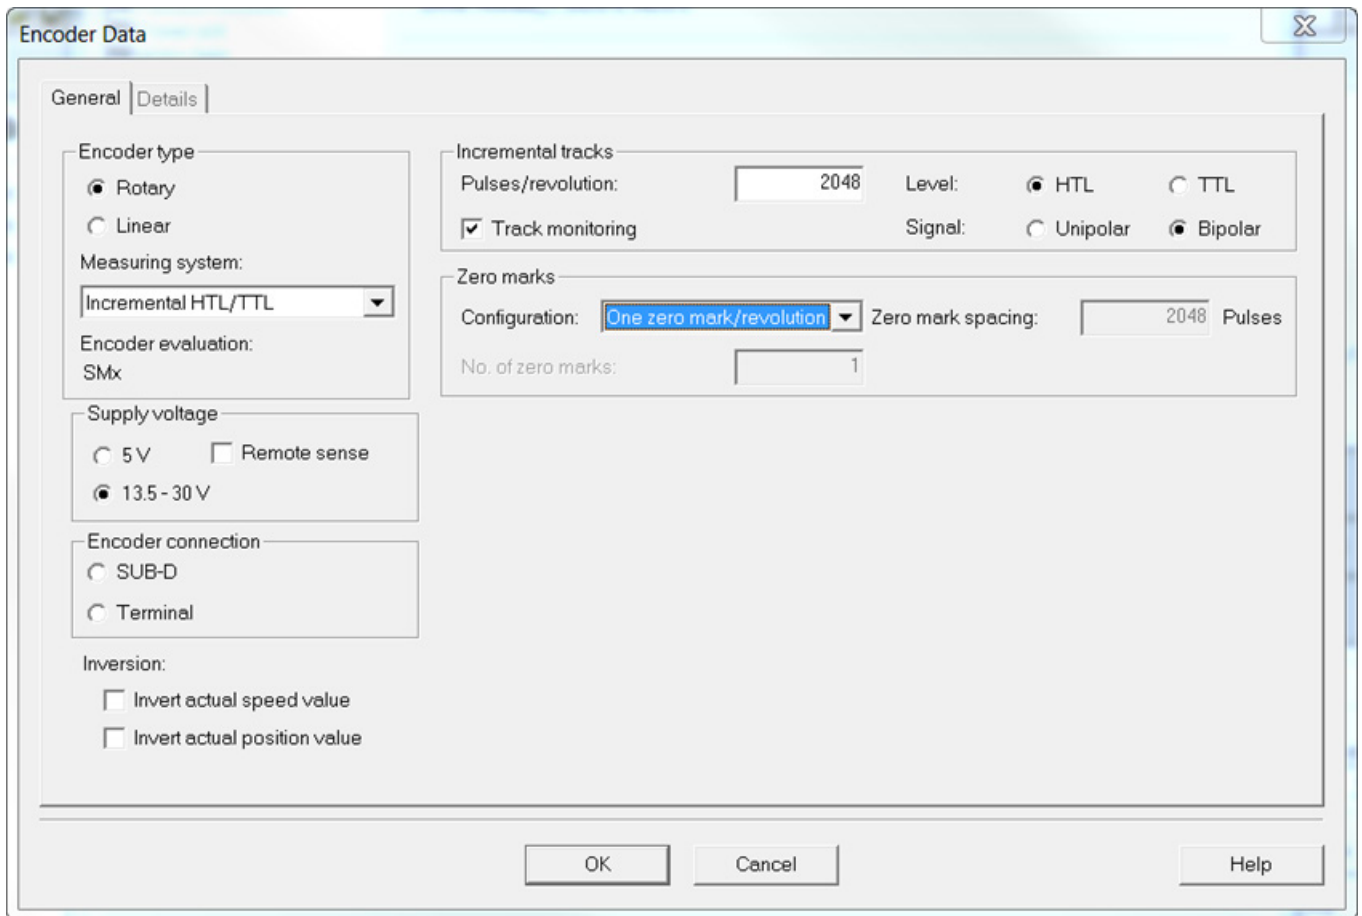 Encoder Data
General Details
Encoder type
Rotary
Linear
Measuring system:
Incremental HTL/TTL
Encoder evaluation:
SMx
Supply voltage
5 V Remote sense
13.5 - 30 V
Encoder connection
SUB-D
Terminal
Inversion:
Invert actual speed value
Invert actual position value
Incremental tracks
Pulses/revolution: 2048 Level: HTL TTL
Track monitoring Signal: Unipolar Bipolar
Zero marks
Configuration: One zero mark/revolution Zero mark spacing: 2048 Pulses
No. of zero marks: 1
OK Cancel Help